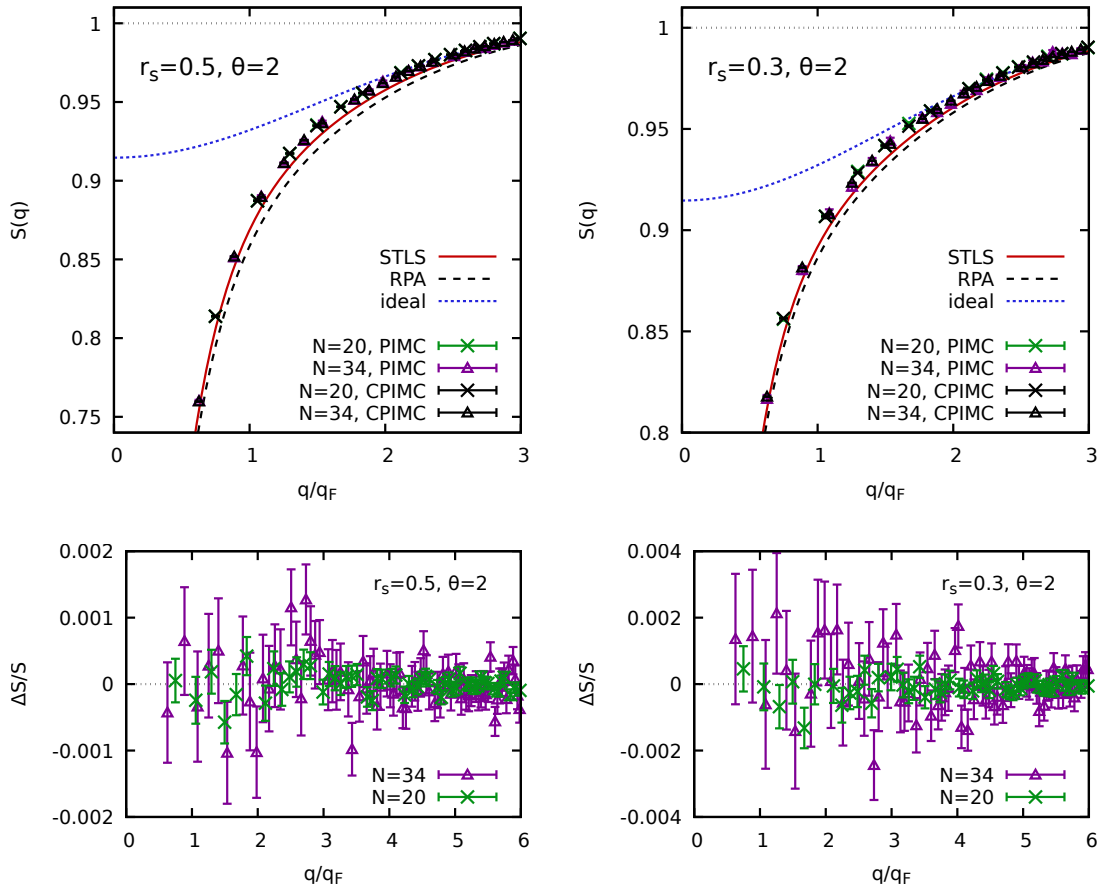 1
0.95
0.9
0.85
0.8
0.75
S(q)
r_s=0.5, θ=2
STLS
RPA
ideal
N=20, PIMC
N=34, PIMC
N=20, CPIMC
N=34, CPIMC
0 1 2 3
q/q_F
1
0.95
0.9
0.85
0.8
S(q)
r_s=0.3, θ=2
STLS
RPA
ideal
N=20, PIMC
N=34, PIMC
N=20, CPIMC
N=34, CPIMC
0 1 2 3
q/q_F
0.002
0.001
0
-0.001
-0.002
ΔS/S
r_s=0.5, θ=2
N=34
N=20
0 1 2 3 4 5 6
q/q_F
0.004
0.002
0
-0.002
-0.004
ΔS/S
r_s=0.3, θ=2
N=34
N=20
0 1 2 3 4 5 6
q/q_F